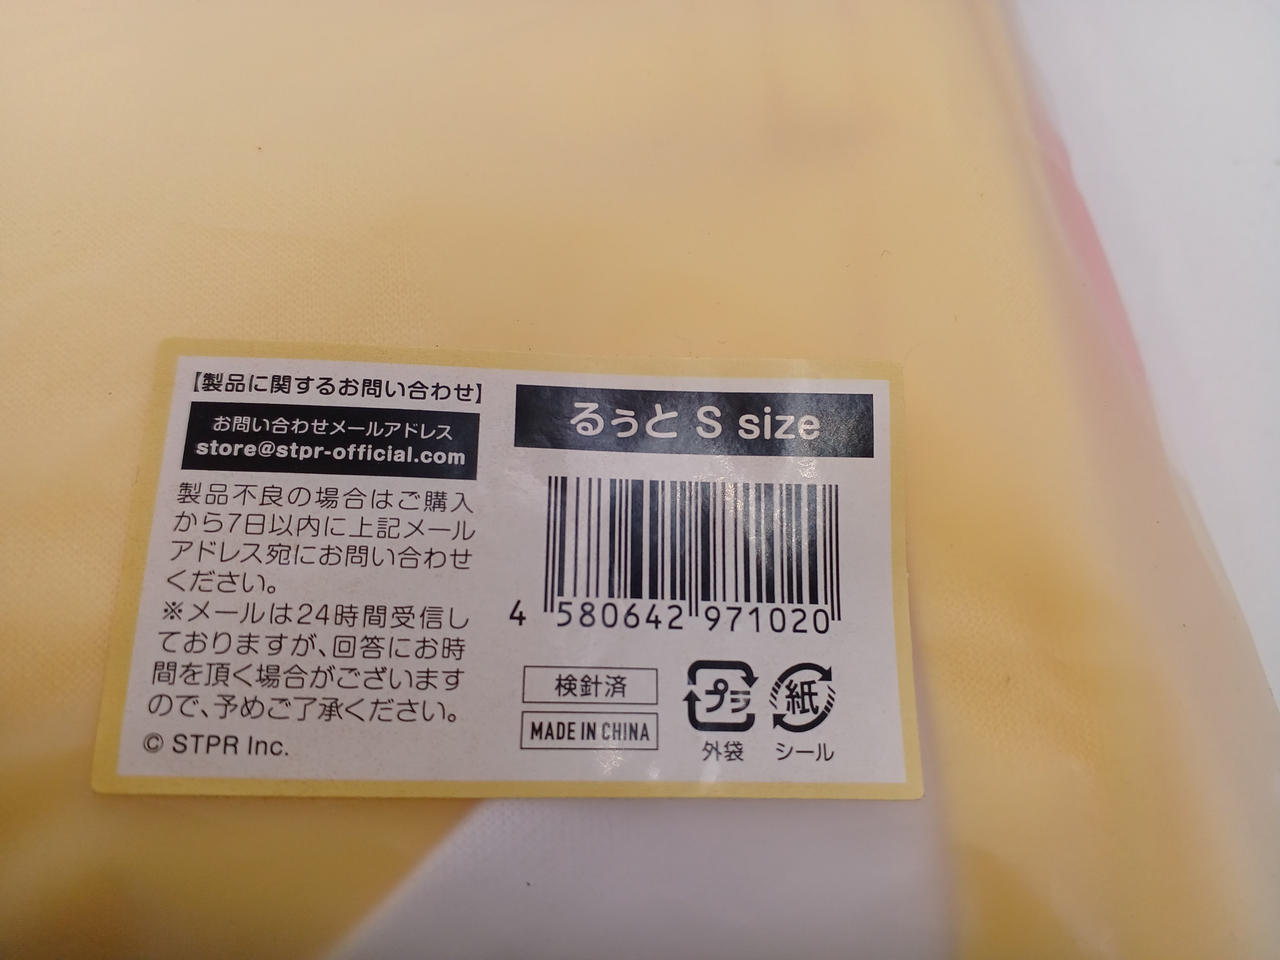 【製品に関するお問い合わせ】
お問い合わせメールアドレス
store@stpr-official.com
製品不良の場合はご購入
から7日以内に上記メール
アドレス宛にお問い合わせ
ください。
※メールは24時間受信し
ておりますが、回答にお時
間を頂く場合がございます
ので、予めご了承ください。
© STPR Inc.
るぅと S size
4 580642 971020
検針済
MADE IN CHINA
プラ
外袋
紙
シール